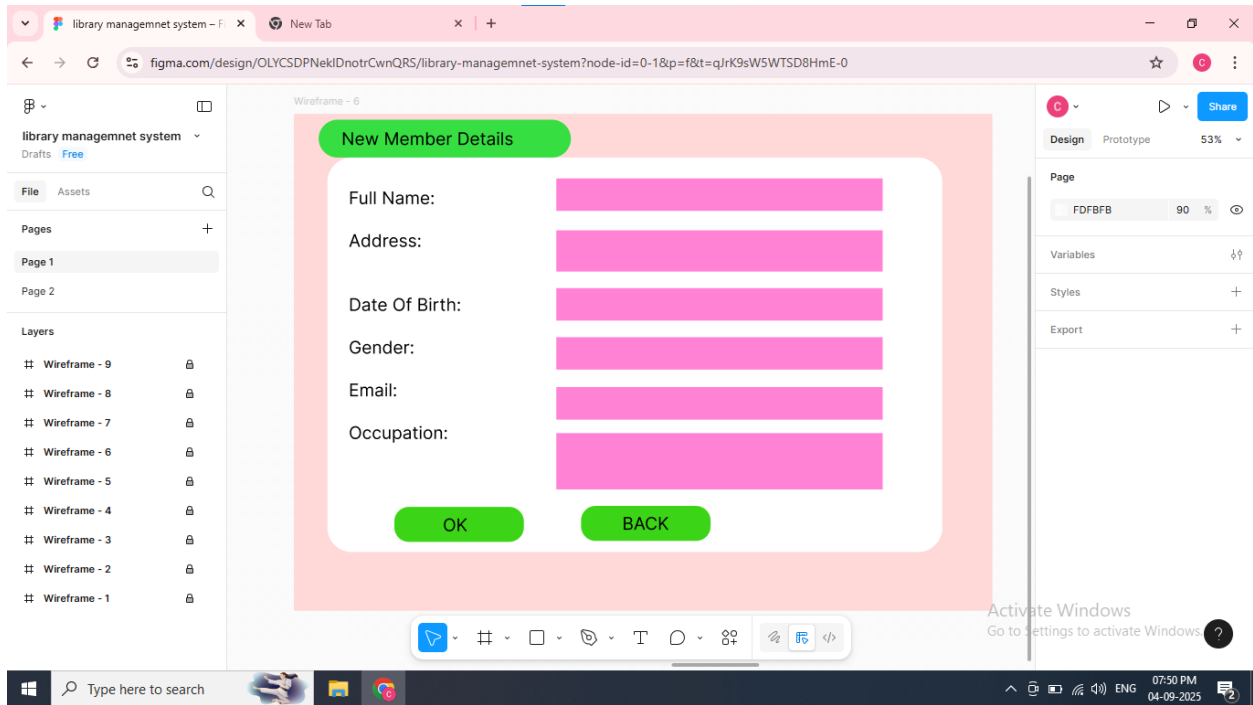 library managemnet system – Fi
New Tab
figma.com/design/OLYCSDPNeklDnotrCwnQRS/library-managemnet-system?node-id=0-1&p=f&t=qJrK9sW5WTSD8HmE-0
C
library managemnet system
Drafts Free
File Assets
Pages
Page 1
Page 2
Layers
Wireframe - 9
Wireframe - 8
Wireframe - 7
Wireframe - 6
Wireframe - 5
Wireframe - 4
Wireframe - 3
Wireframe - 2
Wireframe - 1
Wireframe - 6
New Member Details
Full Name:
Address:
Date Of Birth:
Gender:
Email:
Occupation:
OK BACK
C Share
Design Prototype 53%
Page
FDFBFB 90 %
Variables
Styles
Export
Activate Windows
Go to Settings to activate Windows.
?
Type here to search
C
ENG
07:50 PM
04-09-2025
2